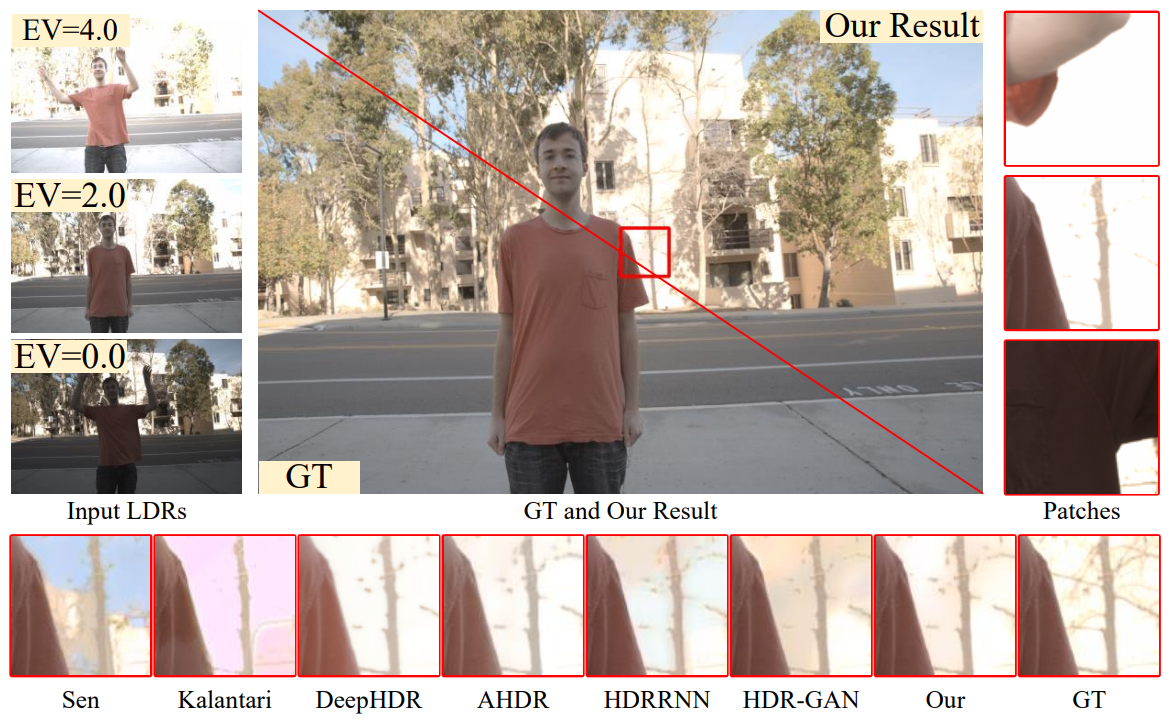 EV=4.0
Our Result
EV=2.0
EV=0.0
GT
Input LDRs
GT and Our Result
Patches
Sen
Kalantari
DeepHDR
AHDR
HDRRNN
HDR-GAN
Our
GT